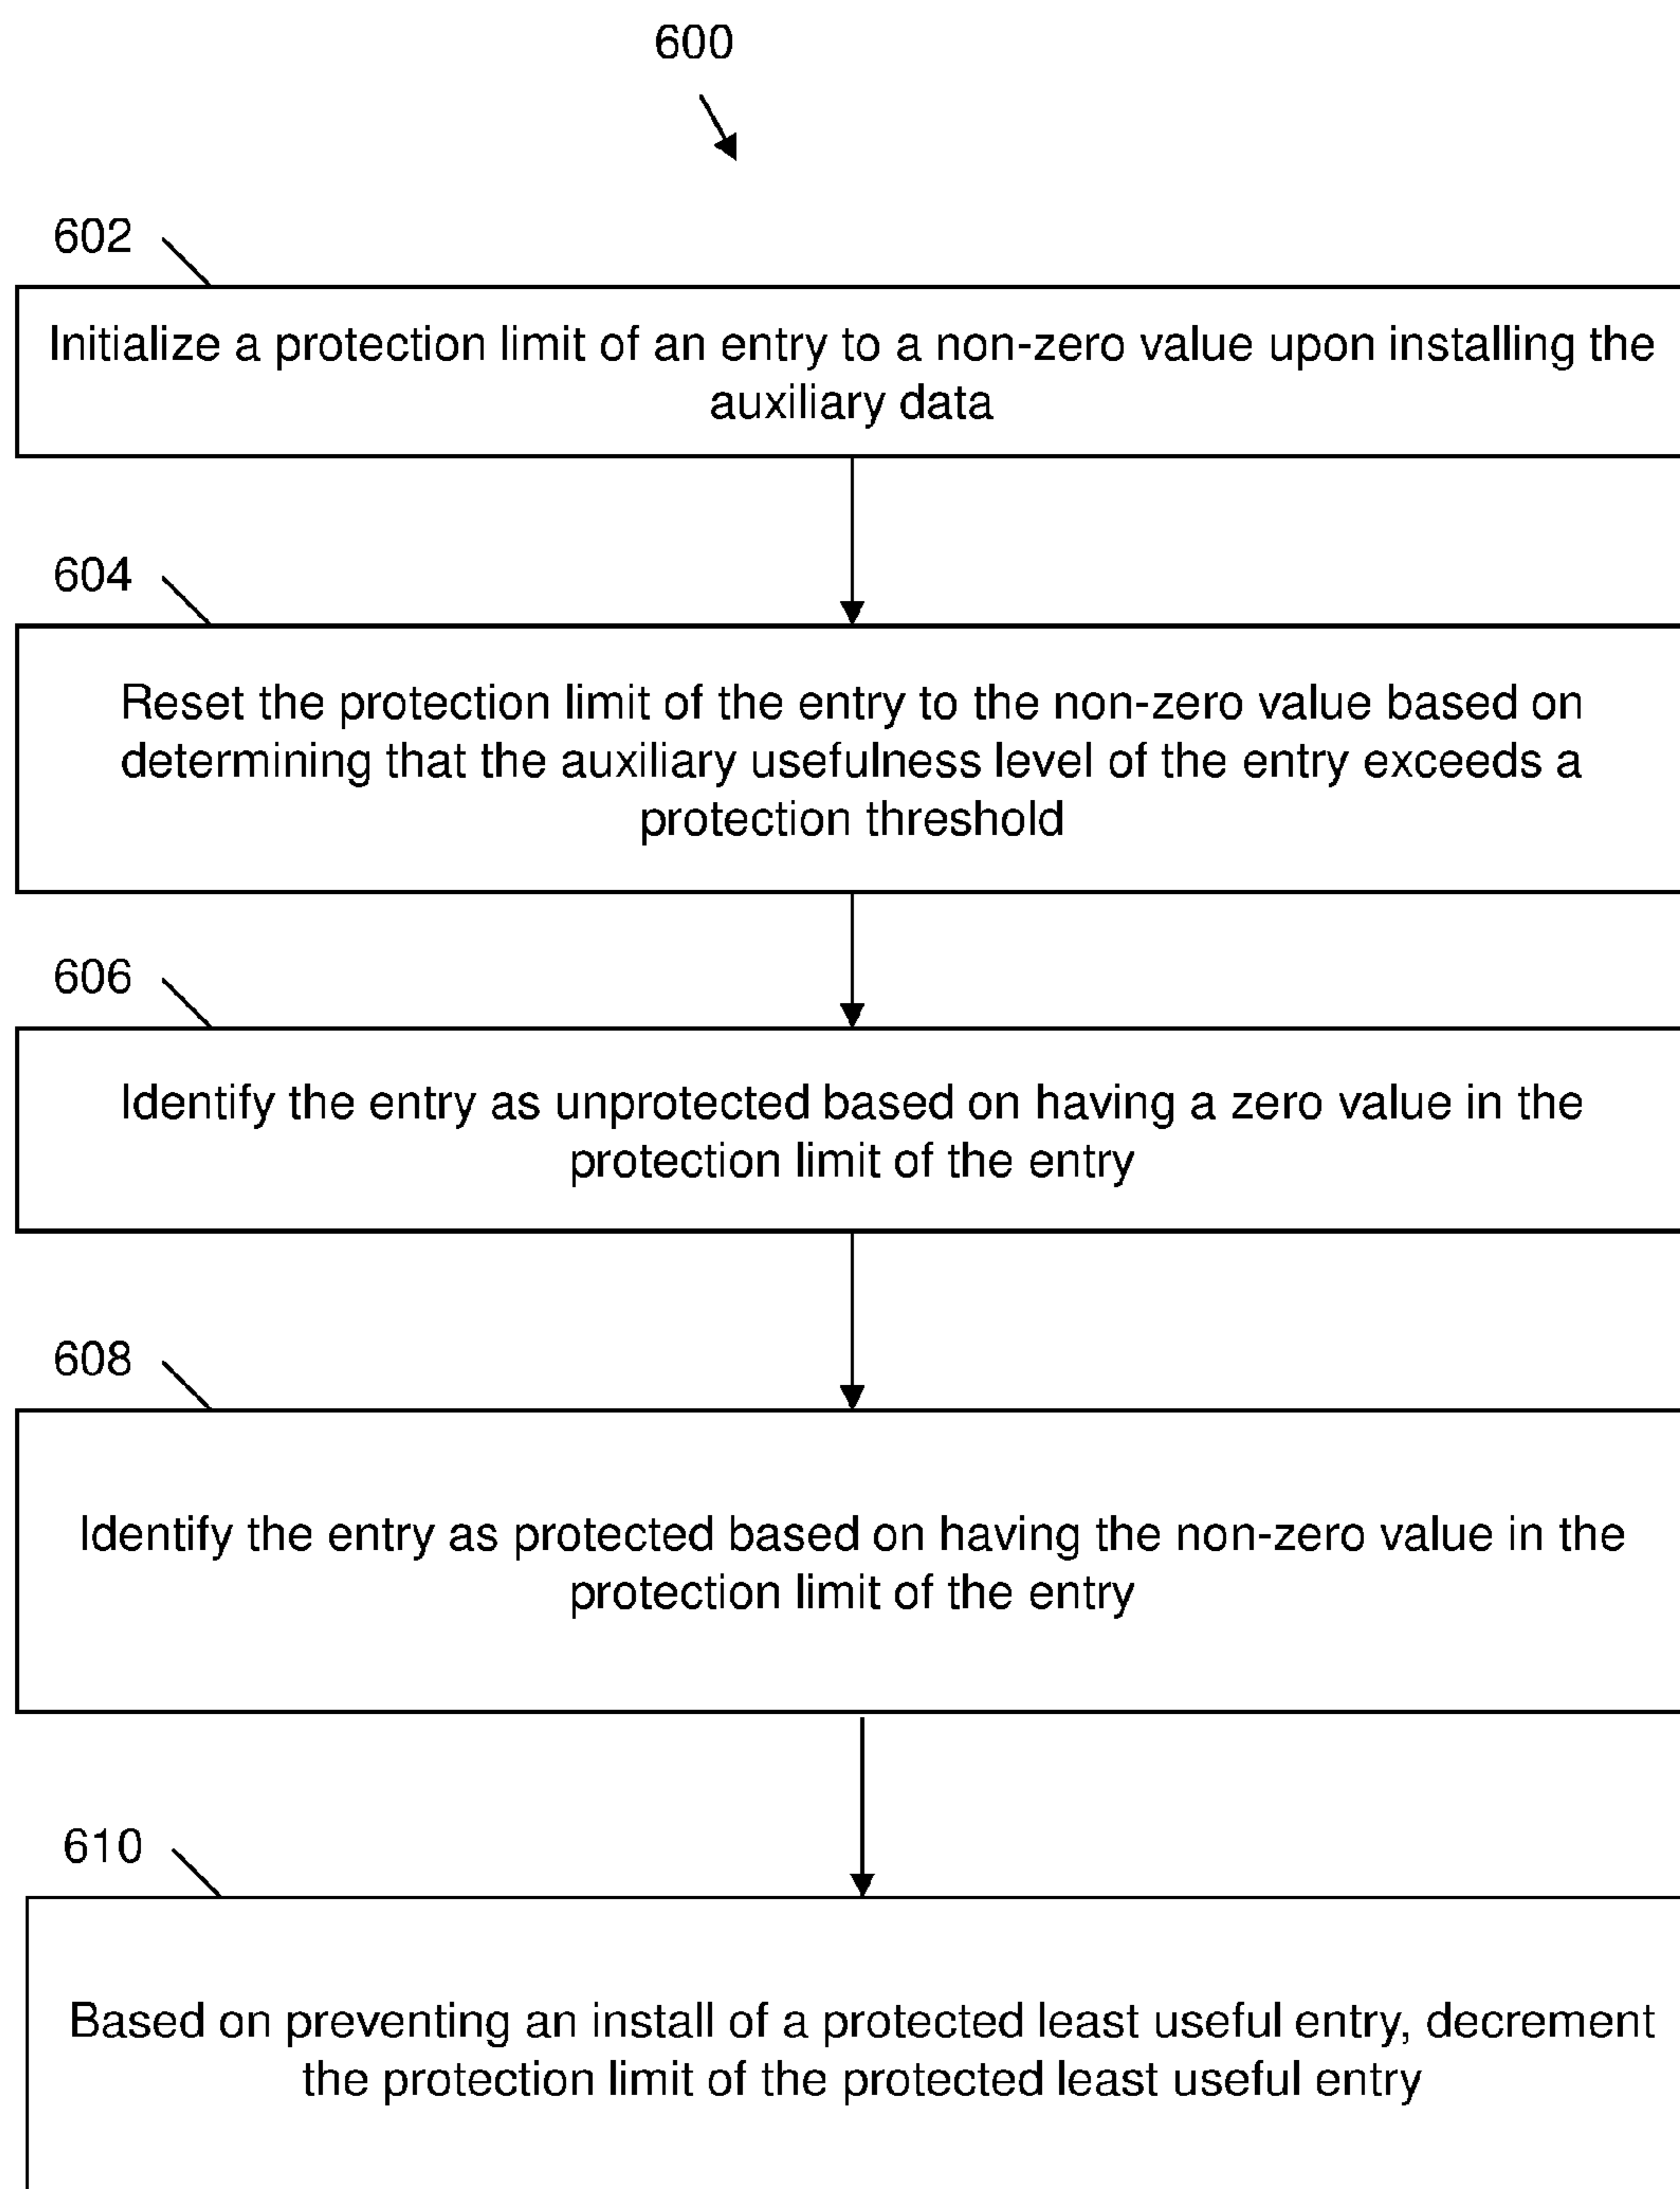 600
602
Initialize a protection limit of an entry to a non-zero value upon installing the
auxiliary data
604
Reset the protection limit of the entry to the non-zero value based on
determining that the auxiliary usefulness level of the entry exceeds a
protection threshold
606
Identify the entry as unprotected based on having a zero value in the
protection limit of the entry
608
Identify the entry as protected based on having the non-zero value in the
protection limit of the entry
610
Based on preventing an install of a protected least useful entry, decrement
the protection limit of the protected least useful entry